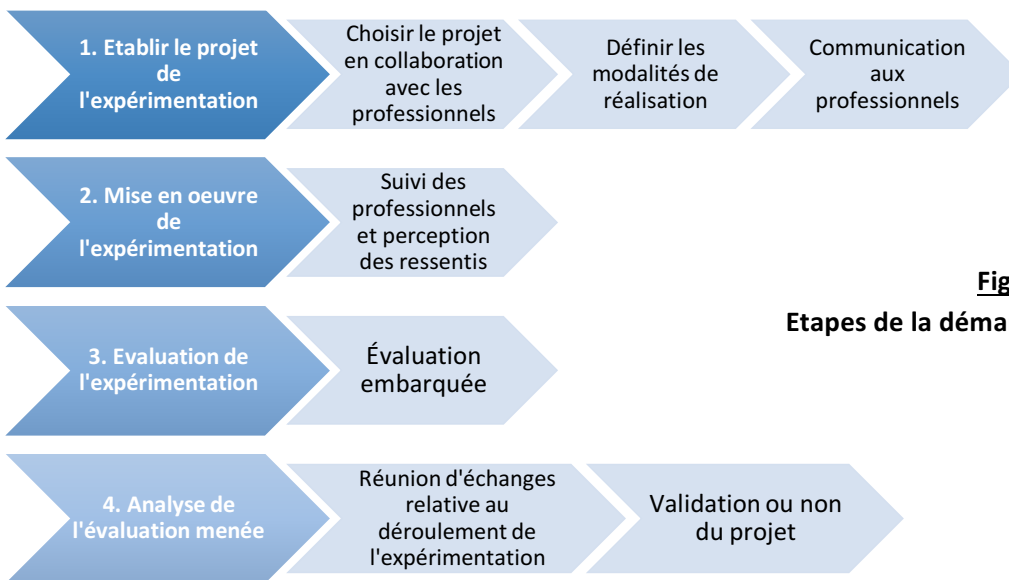 1. Etablir le projet
de
l'expérimentation
Choisir le projet
en collaboration
avec les
professionnels
Définir les
modalités de
réalisation
Communication
aux
professionnels
2. Mise en oeuvre
de
l'expérimentation
Suivi des
professionnels
et perception
des ressentis
Fig
Etapes de la déma
3. Evaluation de
l'expérimentation
Évaluation
embarquée
4. Analyse de
l'évaluation menée
Réunion d'échanges
relative au
déroulement de
l'expérimentation
Validation ou non
du projet